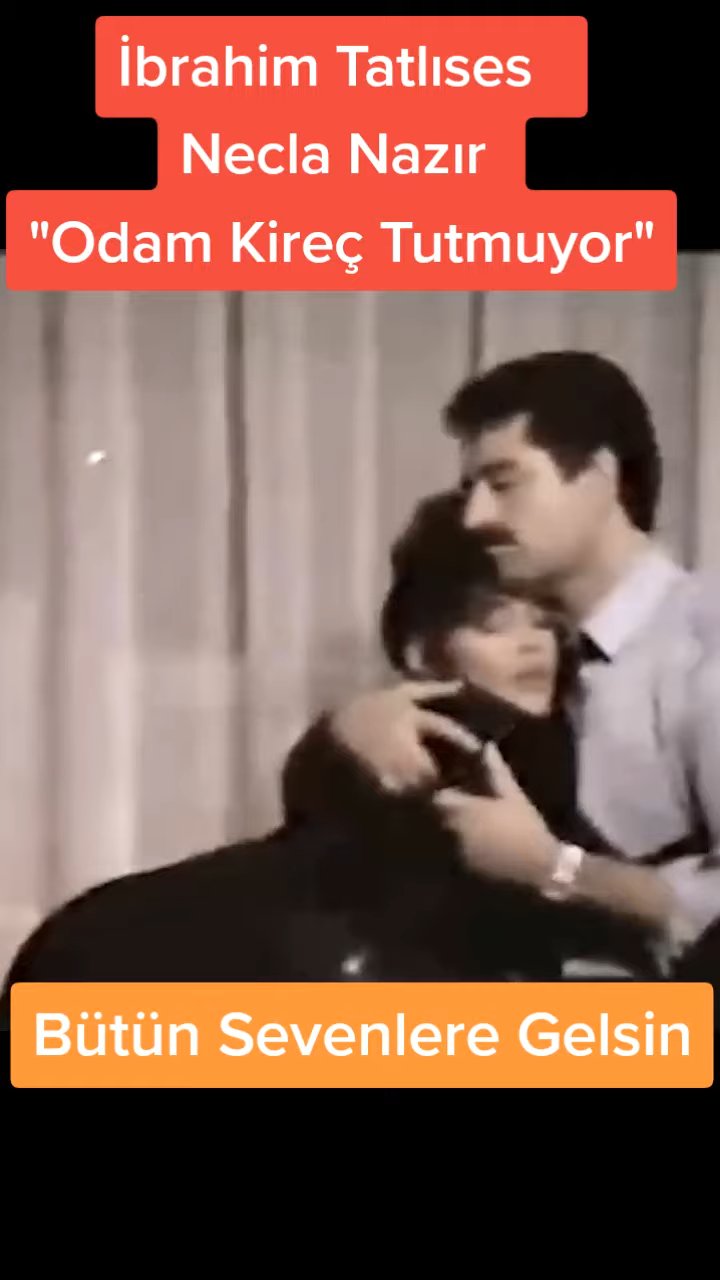 İbrahim Tatlıses
Necla Nazır
"Odam Kireç Tutmuyor"
Bütün Sevenlere Gelsin